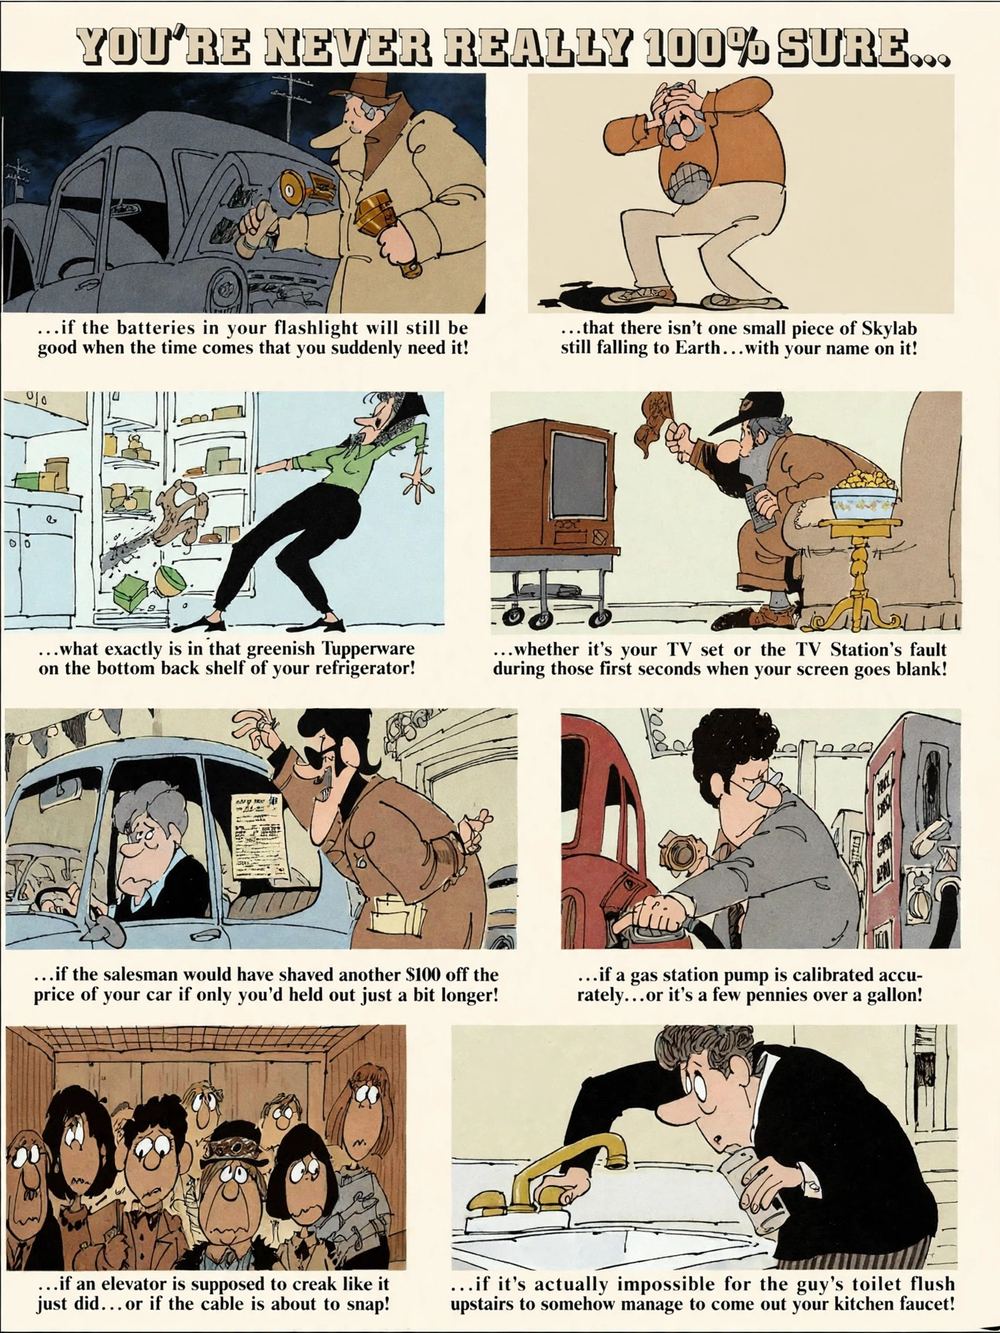 YOU'RE NEVER REALLY 100% SURE...
...if the batteries in your flashlight will still be
good when the time comes that you suddenly need it!
...that there isn't one small piece of Skylab
still falling to Earth...with your name on it!
...what exactly is in that greenish Tupperware
on the bottom back shelf of your refrigerator!
...whether it's your TV set or the TV Station's fault
during those first seconds when your screen goes blank!
...if the salesman would have shaved another $100 off the
price of your car if only you'd held out just a bit longer!
...if a gas station pump is calibrated accu-
rately...or it's a few pennies over a gallon!
...if an elevator is supposed to creak like it
just did...or if the cable is about to snap!
...if it's actually impossible for the guy's toilet flush
upstairs to somehow manage to come out your kitchen faucet!